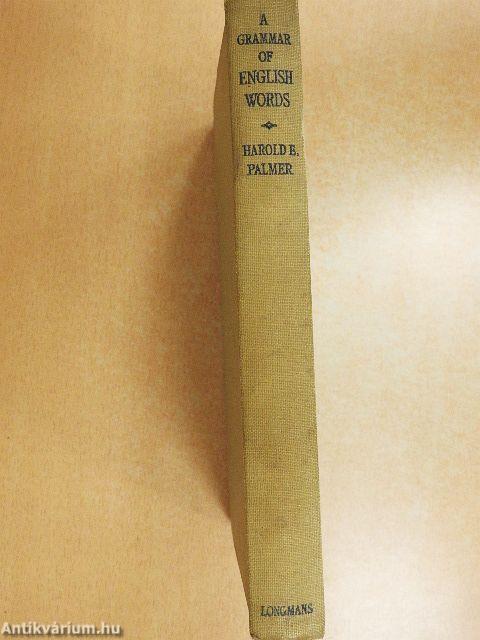 A
GRAMMAR
OF
ENGLISH
WORDS
HAROLD E.
PALMER
LONGMANS
Antikvárium.hu